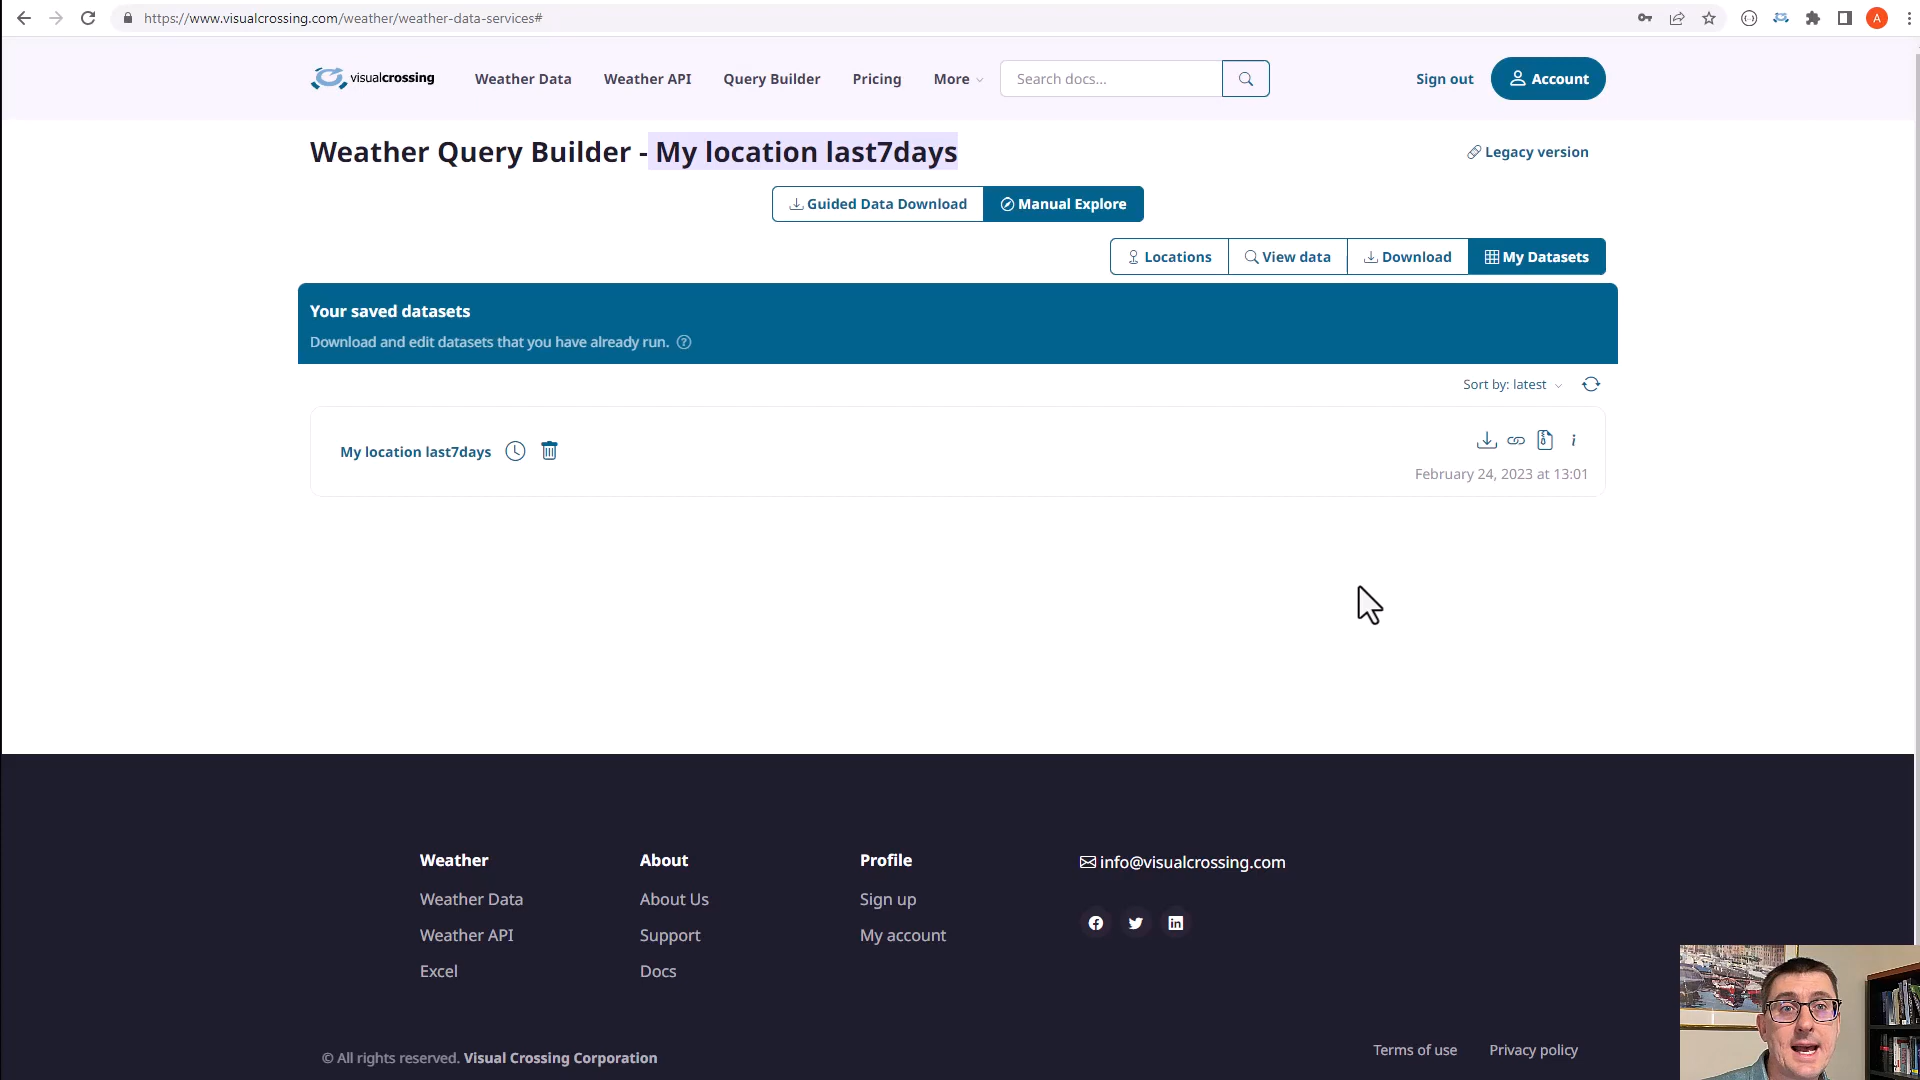 https://www.visualcrossing.com/weather/weather-data-services#
A
visualcrossing
Weather Data
Weather API
Query Builder
Pricing
More
Search docs...
Sign out
Account
Weather Query Builder - My location last7days
Legacy version
Guided Data Download
Manual Explore
Locations
View data
Download
My Datasets
Your saved datasets
Download and edit datasets that you have already run. ?
Sort by: latest
My location last7days
i
February 24, 2023 at 13:01
Weather
Weather Data
Weather API
Excel
About
About Us
Support
Docs
Profile
Sign up
My account
info@visualcrossing.com
© All rights reserved. Visual Crossing Corporation
Terms of use
Privacy policy